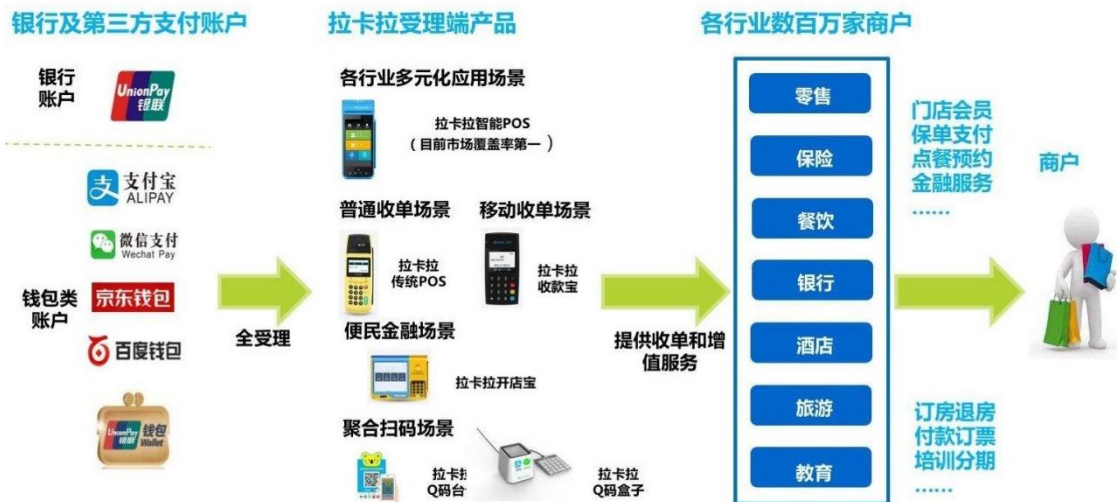 银行及第三方支付账户
拉卡拉受理端产品
各行业数百万家商户
银行
账户
UnionPay
银联
支
支付宝
ALIPAY
微信支付
Wechat Pay
钱包类
账户
京东钱包
百度钱包
UnionPay
银联
钱包
Wallet
全受理
各行业多元化应用场景
拉卡拉智能POS
（目前市场覆盖率第一）
普通收单场景
移动收单场景
拉卡拉
传统POS
拉卡拉
收款宝
便民金融场景
拉卡拉开店宝
聚合扫码场景
拉卡拉
Q码台
拉卡拉
Q码盒子
提供收单和增
值服务
零售
保险
餐饮
银行
酒店
旅游
教育
门店会员
保单支付
点餐预约
金融服务
……
商户
订房退房
付款订票
培训分期
……